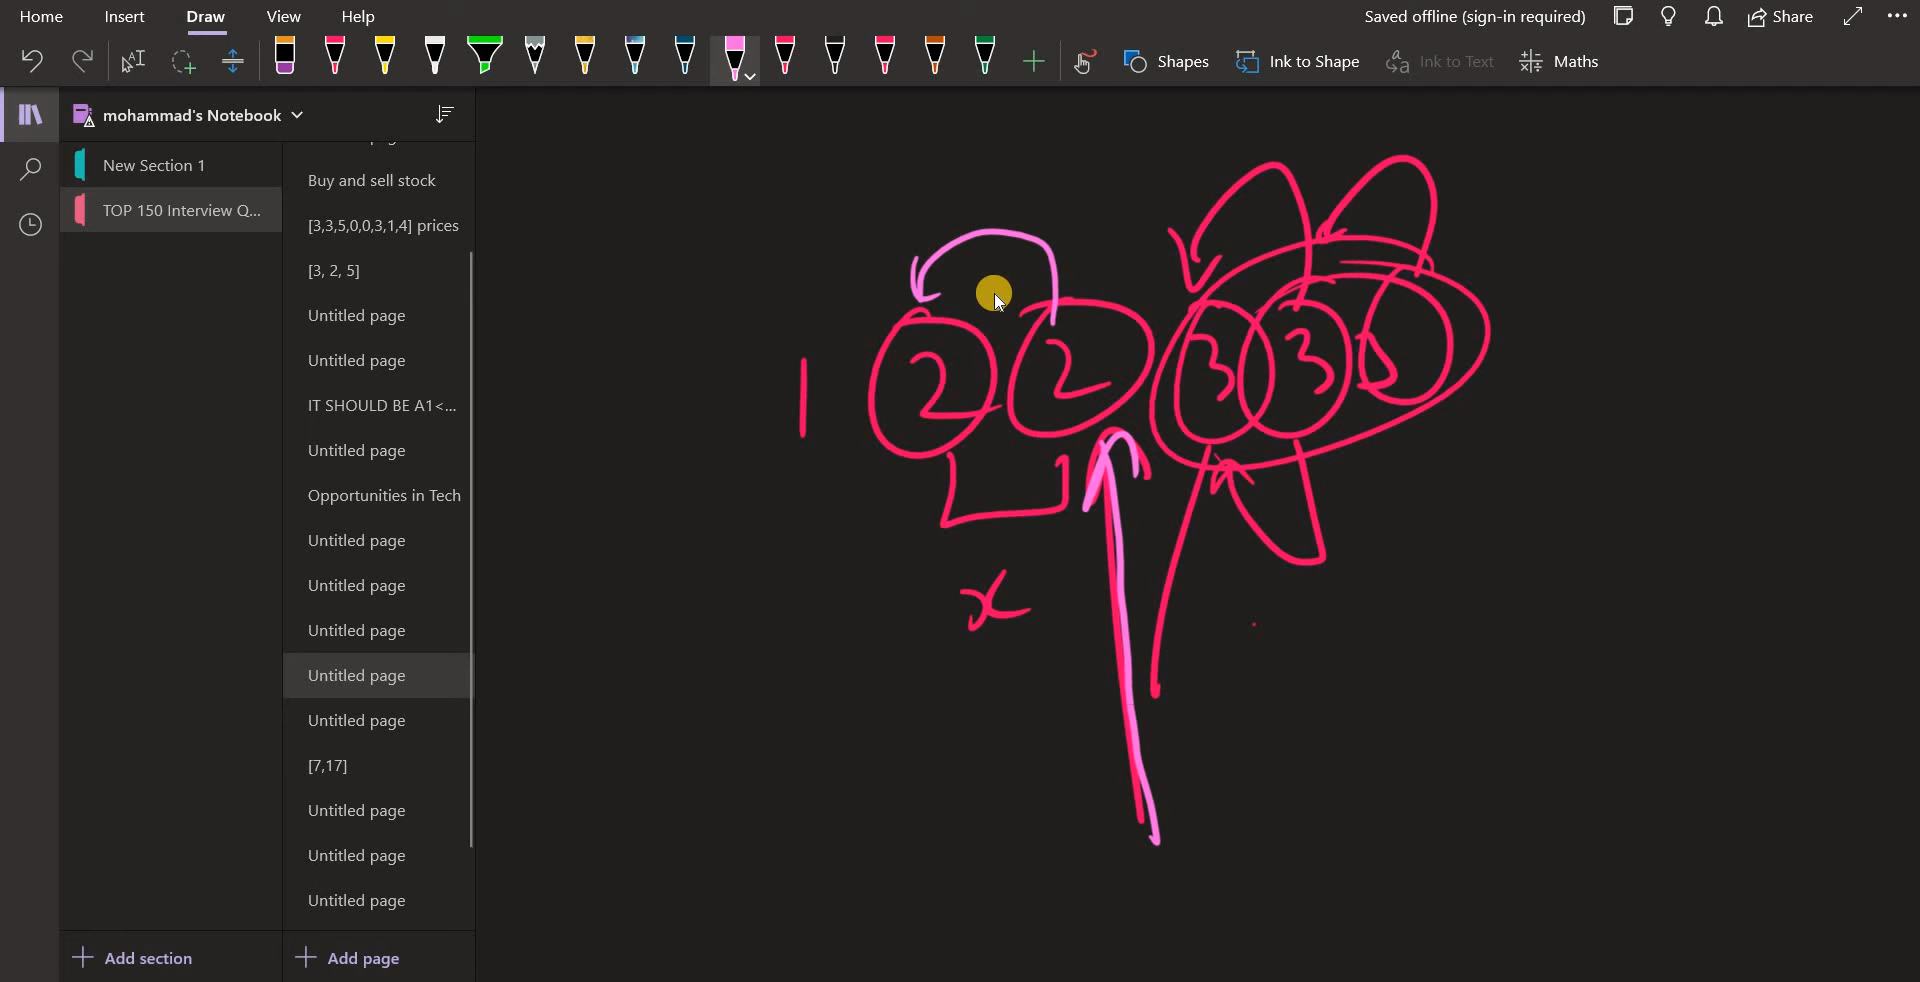 Home Insert Draw View Help Saved offline (sign-in required) Share
Shapes Ink to Shape Ink to Text Maths
mohammad's Notebook
New Section 1
TOP 150 Interview Q...
Buy and sell stock
[3,3,5,0,0,3,1,4] prices
[3, 2, 5]
Untitled page
Untitled page
IT SHOULD BE A1<...
Untitled page
Opportunities in Tech
Untitled page
Untitled page
Untitled page
Untitled page
Untitled page
[7,17]
Untitled page
Untitled page
Untitled page
Add section Add page
1 2 2 3 3
x